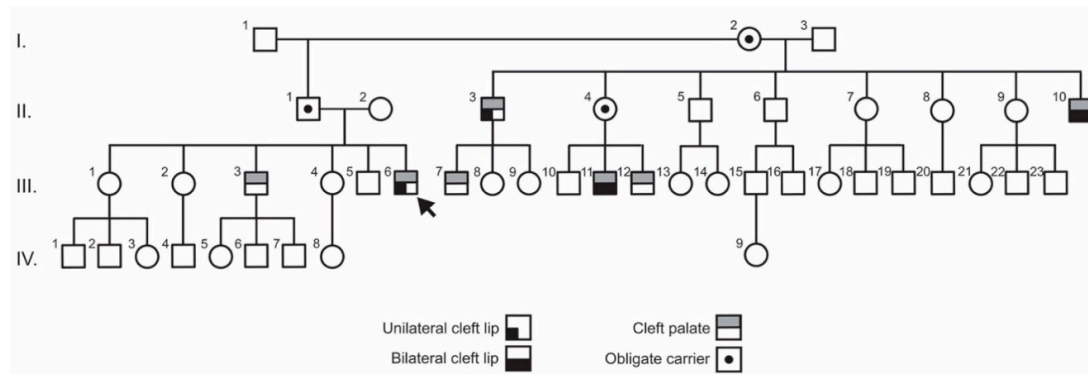 I. 1 2 3
II. 1 2 3 4 5 6 7 8 9 10
III. 1 2 3 4 5 6 7 8 9 10 11 12 13 14 15 16 17 18 19 20 21 22 23
IV. 1 2 3 4 5 6 7 8 9
Unilateral cleft lip Cleft palate
Bilateral cleft lip Obligate carrier